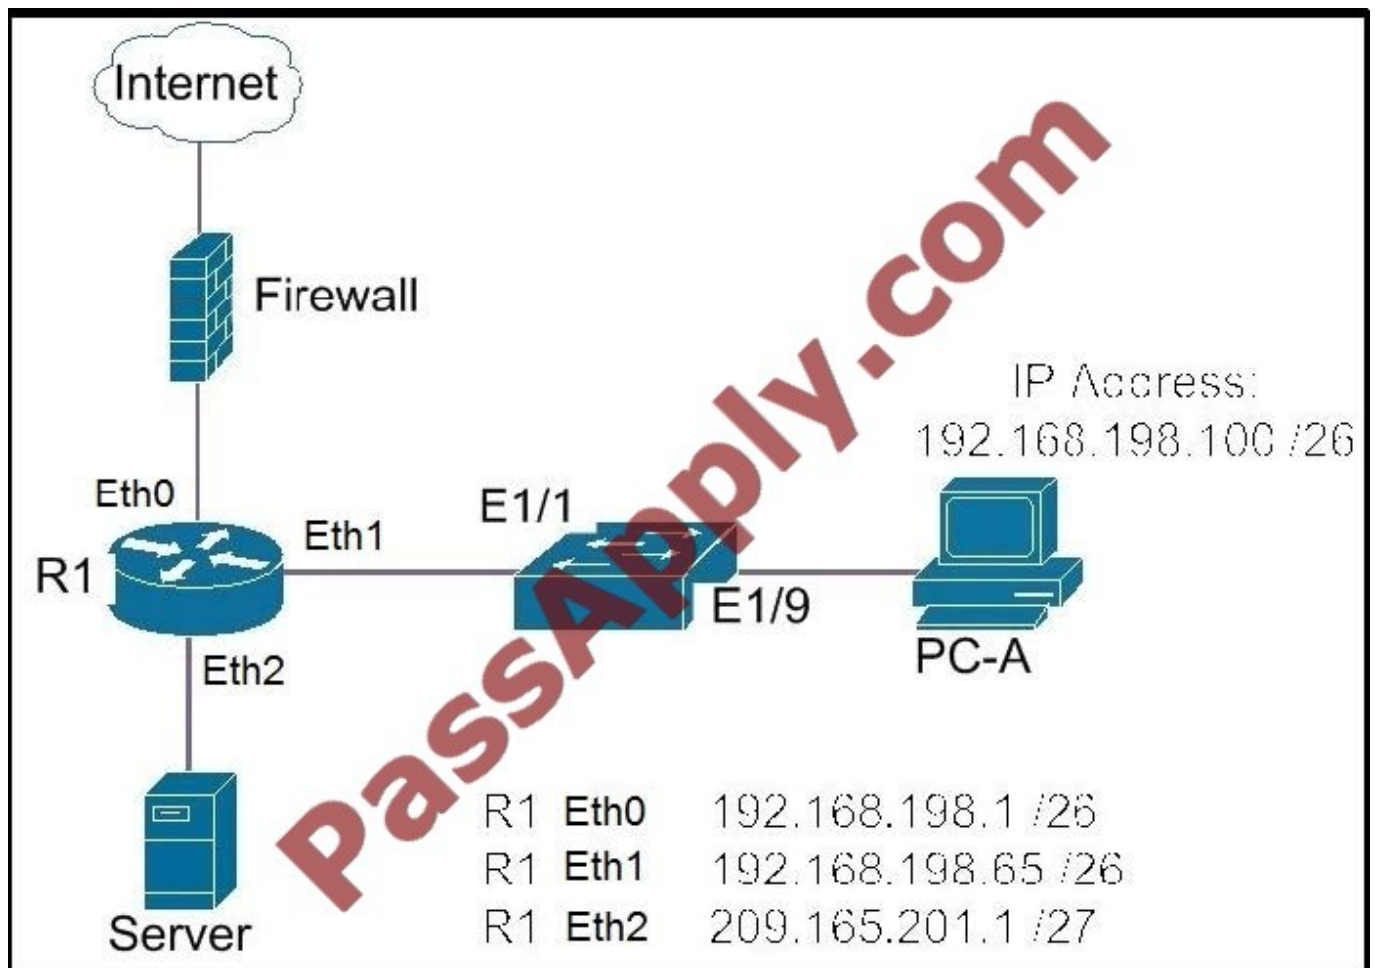 Internet
Firewall
IP Address:
192.168.198.100 /26
Eth0
E1/1
Eth1
R1
E1/9
PC-A
Eth2
R1 Eth0 192.168.198.1 /26
R1 Eth1 192.168.198.65 /26
R1 Eth2 209.165.201.1 /27
Server
PassApply.com